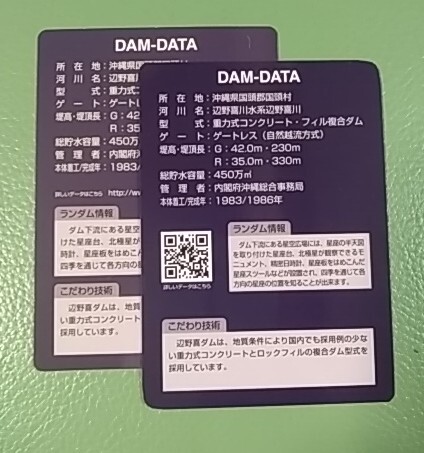 DAM-DATA
所在地：沖縄県国
河川名：辺野喜川
型式：重力式コ
ゲート：ゲートレ
堤高・堤頂長：G：42.
R：35.
総貯水容量：450万
管理者：内閣府
本体着工/完成年：1983/
詳しいデータはこちら http://w
ランダム情報
ダム下流にある星空
けた星座台、北極星が
時計、星座板をはめこ
四季を通じて各方向の
こだわり技術
辺野喜ダムは、地
い重力式コンクリート
採用しています。
DAM-DATA
所在地：沖縄県国頭郡国頭村
河川名：辺野喜川水系辺野喜川
型式：重力式コンクリート・フィル複合ダム
ゲート：ゲートレス（自然越流方式）
堤高・堤頂長：G：42.0m・230m
R：35.0m・330m
総貯水容量：450万㎥
管理者：内閣府沖縄総合事務局
本体着工/完成年：1983/1986年
詳しいデータはこちら
ランダム情報
ダム下流にある星空広場には、星座の半天図
を取り付けた星座台、北極星が観察できるモ
ニュメント、精密日時計、星座板をはめこんだ
星座スツールなどが設置され、四季を通じて各
方向の星座の位置を知ることが出来ます。
こだわり技術
辺野喜ダムは、地質条件により国内でも採用例の少な
い重力式コンクリートとロックフィルの複合ダム型式を
採用しています。